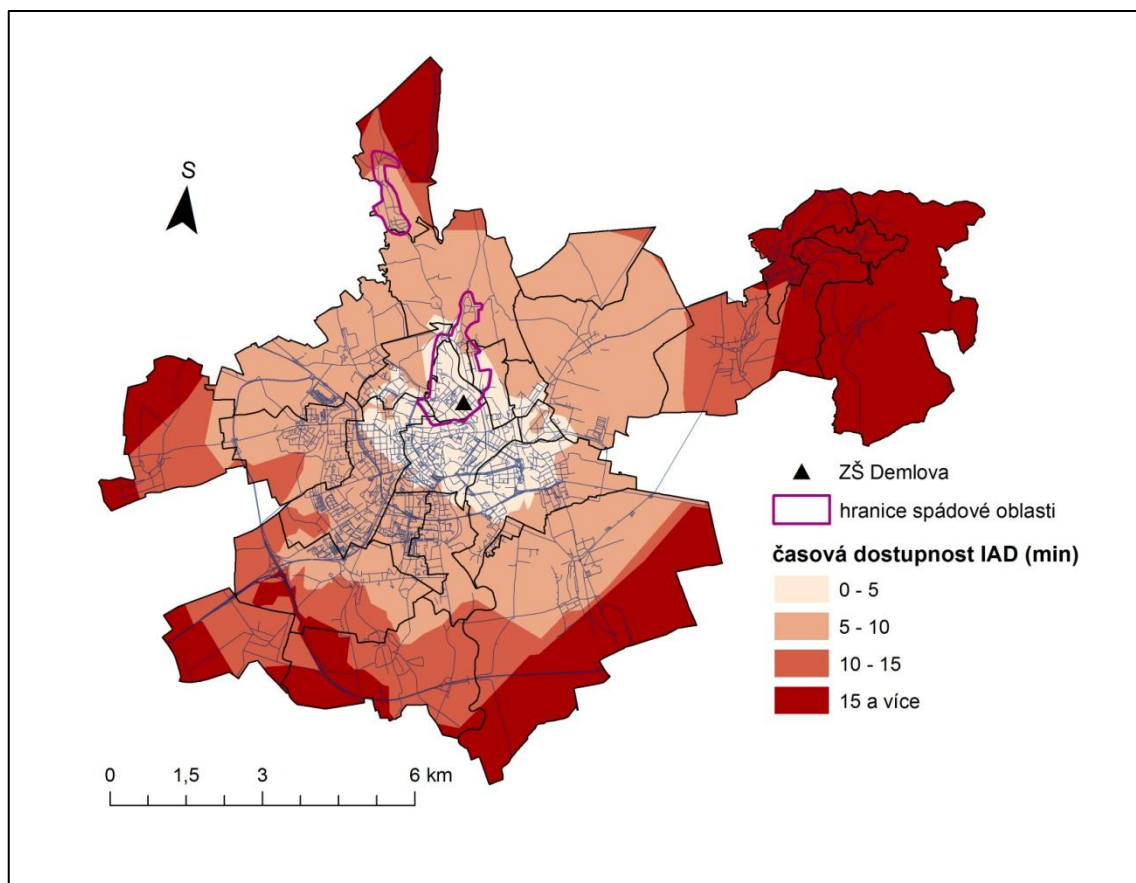 S
ZŠ Demlova
hranice spádové oblasti
časová dostupnost IAD (min)
0 - 5
5 - 10
10 - 15
15 a více
0 1,5 3 6 km